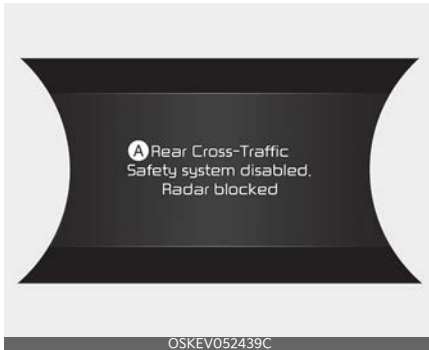 A Rear Cross-Traffic
Safety system disabled.
Radar blocked
OSKEV052439C